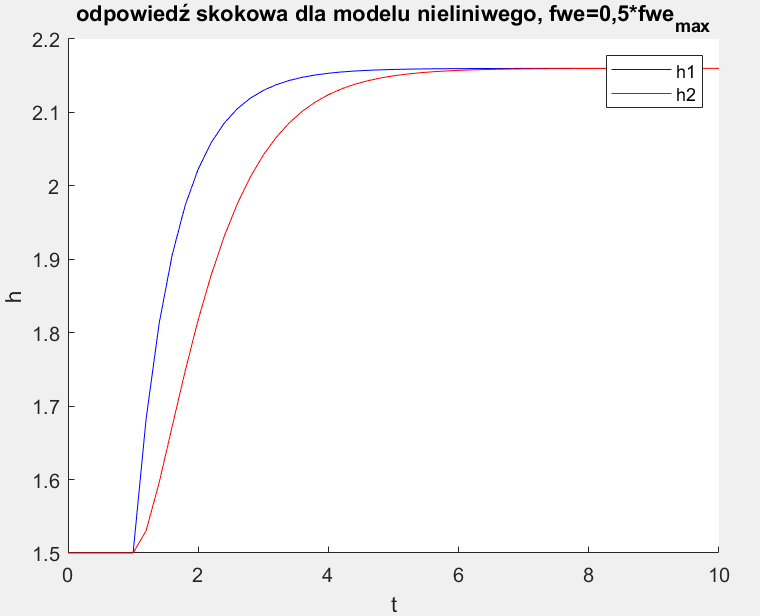 odpowiedź skokowa dla modelu nieliniwego, fwe=0,5*fwe_max
2.2
2.1
2
1.9
1.8
1.7
1.6
1.5
h
h1
h2
0 2 4 6 8 10
t